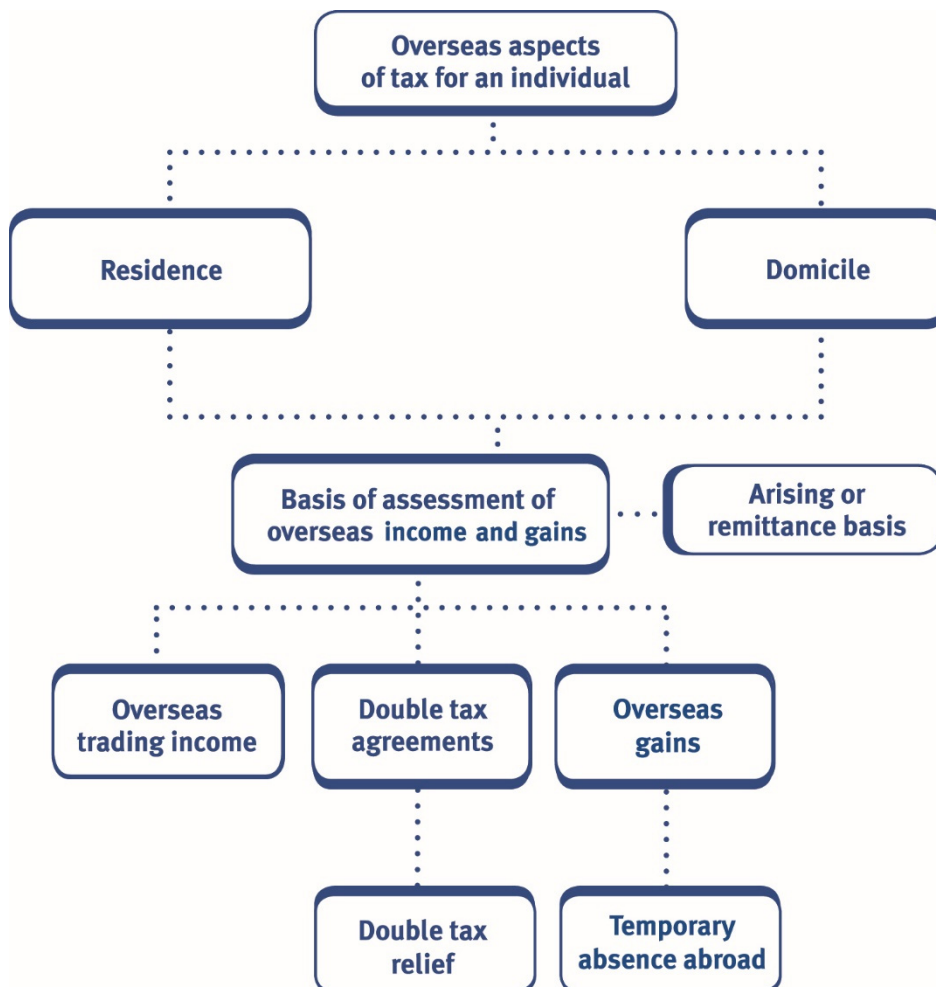 Overseas aspects
of tax for an individual
Residence
Domicile
Basis of assessment of
overseas income and gains
Arising or
remittance basis
Overseas
trading income
Double tax
agreements
Overseas
gains
Double tax
relief
Temporary
absence abroad